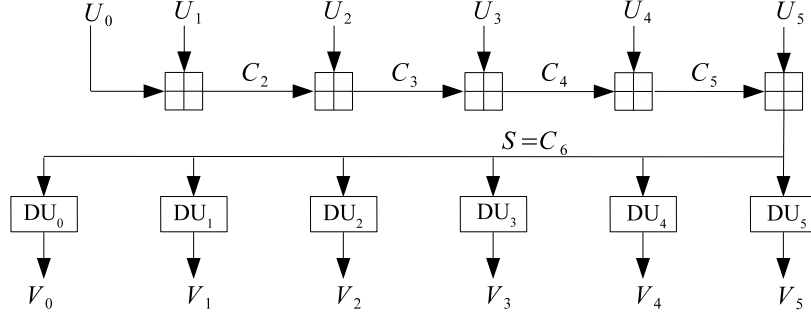 U₀ U₁ U₂ U₃ U₄ U₅
C₂ C₃ C₄ C₅
S=C₆
DU₀ DU₁ DU₂ DU₃ DU₄ DU₅
V₀ V₁ V₂ V₃ V₄ V₅